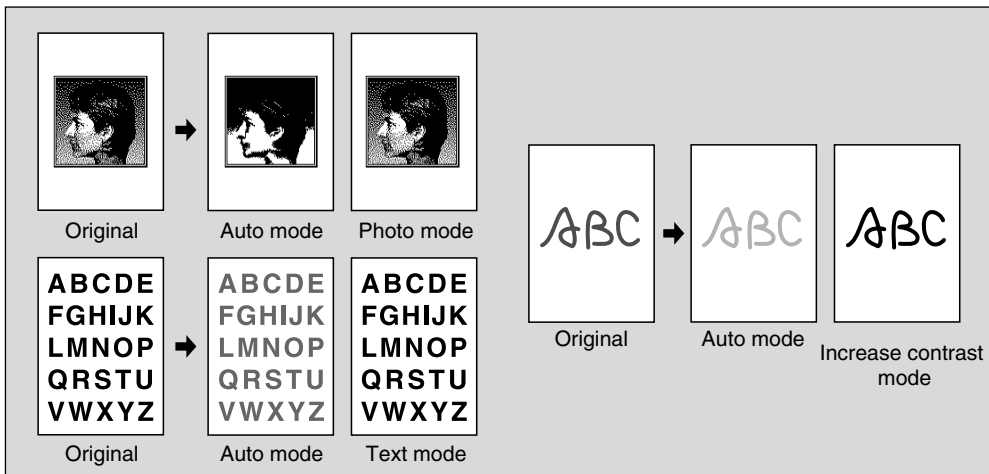 Original
Auto mode
Photo mode
ABCDE
FGHIJK
LMNOP
QRSTU
VWXYZ
ABCDE
FGHIJK
LMNOP
QRSTU
VWXYZ
ABCDE
FGHIJK
LMNOP
QRSTU
VWXYZ
Original
Auto mode
Text mode
ABC
ABC
ABC
Original
Auto mode
Increase contrast
mode